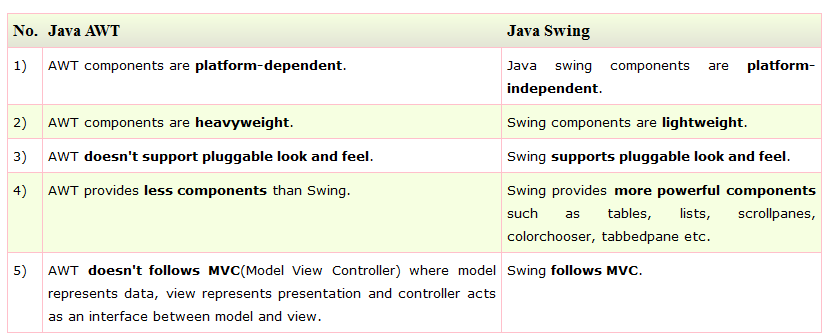 No. Java AWT Java Swing
1) AWT components are platform-dependent. Java swing components are platform-
independent.
2) AWT components are heavyweight. Swing components are lightweight.
3) AWT doesn't support pluggable look and feel. Swing supports pluggable look and feel.
4) AWT provides less components than Swing. Swing provides more powerful components
such as tables, lists, scrollpanes,
colorchooser, tabbedpane etc.
5) AWT doesn't follows MVC(Model View Controller) where model
represents data, view represents presentation and controller acts
as an interface between model and view.
Swing follows MVC.